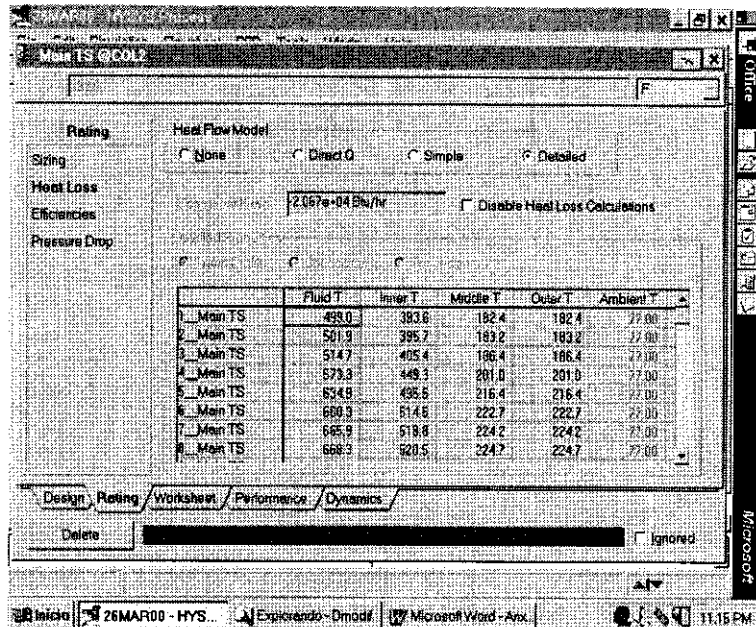 Main TS @COL2
F
Office
Rating
Heat Flow Model
None Direct Q Simple Detailed
Sizing
Heat Loss
Efficiencies
Pressure Drop
-2.067e+04 Btu/hr
Disable Heat Loss Calculations
Fluid T Inner T Middle T Outer T Ambient T
1__Main TS 499.0 393.6 182.4 182.4 77.00
2__Main TS 501.9 395.7 183.2 183.2 77.00
3__Main TS 514.7 405.4 186.4 186.4 77.00
4__Main TS 573.3 449.3 201.0 201.0 77.00
5__Main TS 634.9 495.5 216.4 216.4 77.00
6__Main TS 660.3 514.6 222.7 222.7 77.00
7__Main TS 665.9 518.8 224.2 224.2 77.00
8__Main TS 668.3 520.5 224.7 224.7 77.00
Design Rating Worksheet Performance Dynamics
Delete
Ignored
Microsoft
Inicio 26MAR00 - HYS... Explorando - Dmodif Microsoft Word - Anx 11.15 PM